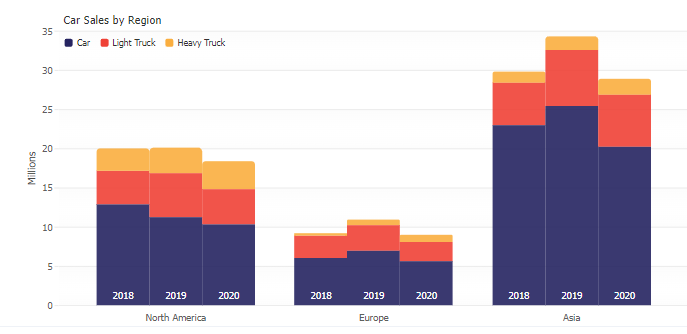 Car Sales by Region
Car Light Truck Heavy Truck
Millions
35
30
25
20
15
10
5
0
2018 2019 2020 2018 2019 2020 2018 2019 2020
North America Europe Asia